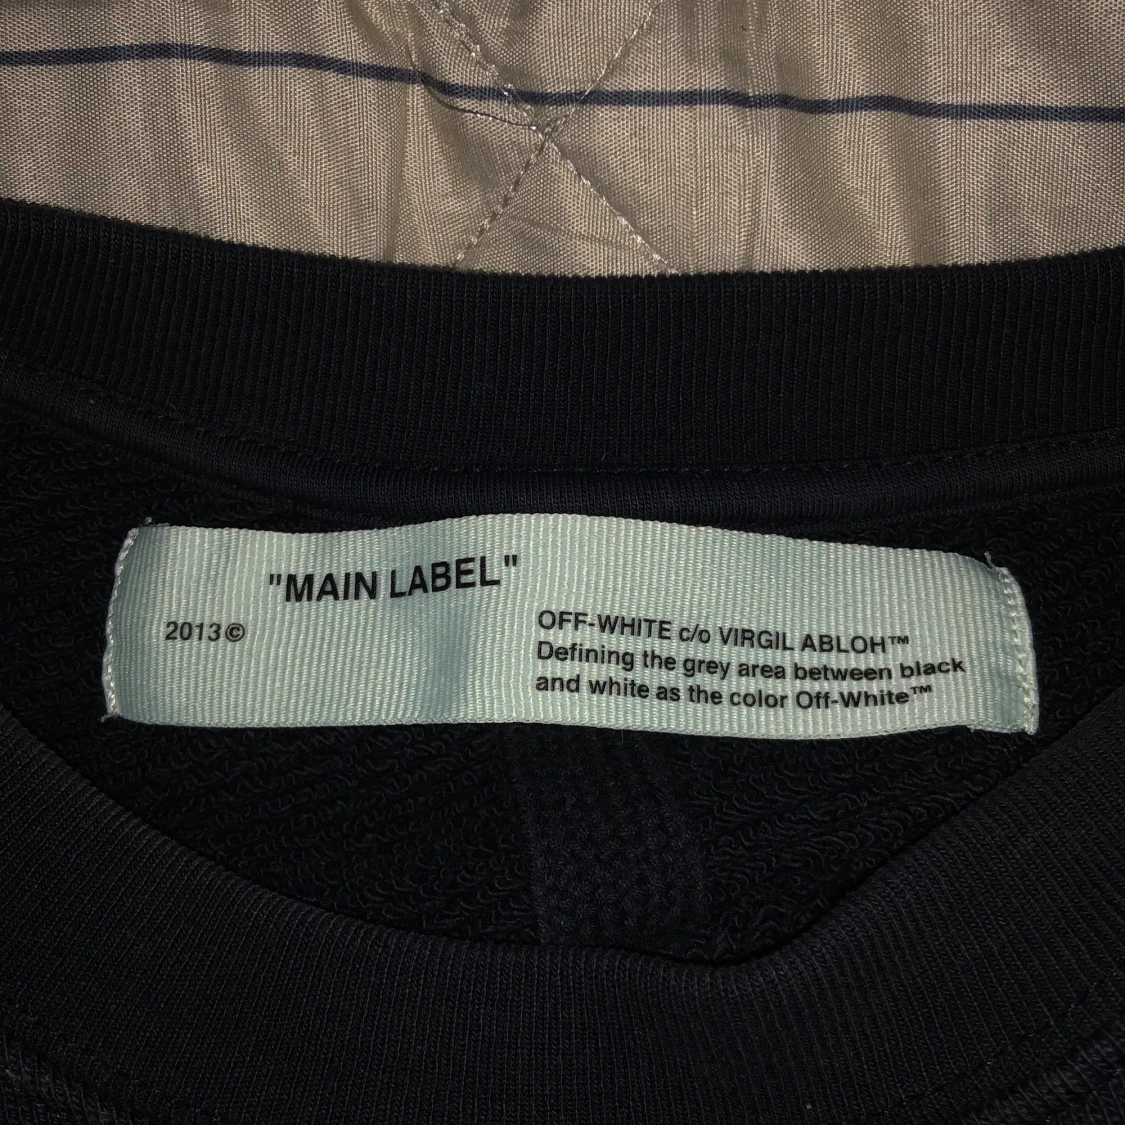 "MAIN LABEL"
2013©
OFF-WHITE c/o VIRGIL ABLOH™
Defining the grey area between black
and white as the color Off-White™